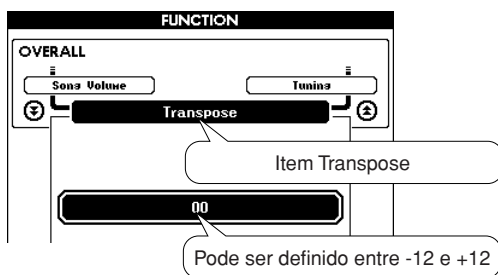 FUNCTION
OVERALL
Song Volume
Tuning
Transpose
Item Transpose
00
Pode ser definido entre -12 e +12